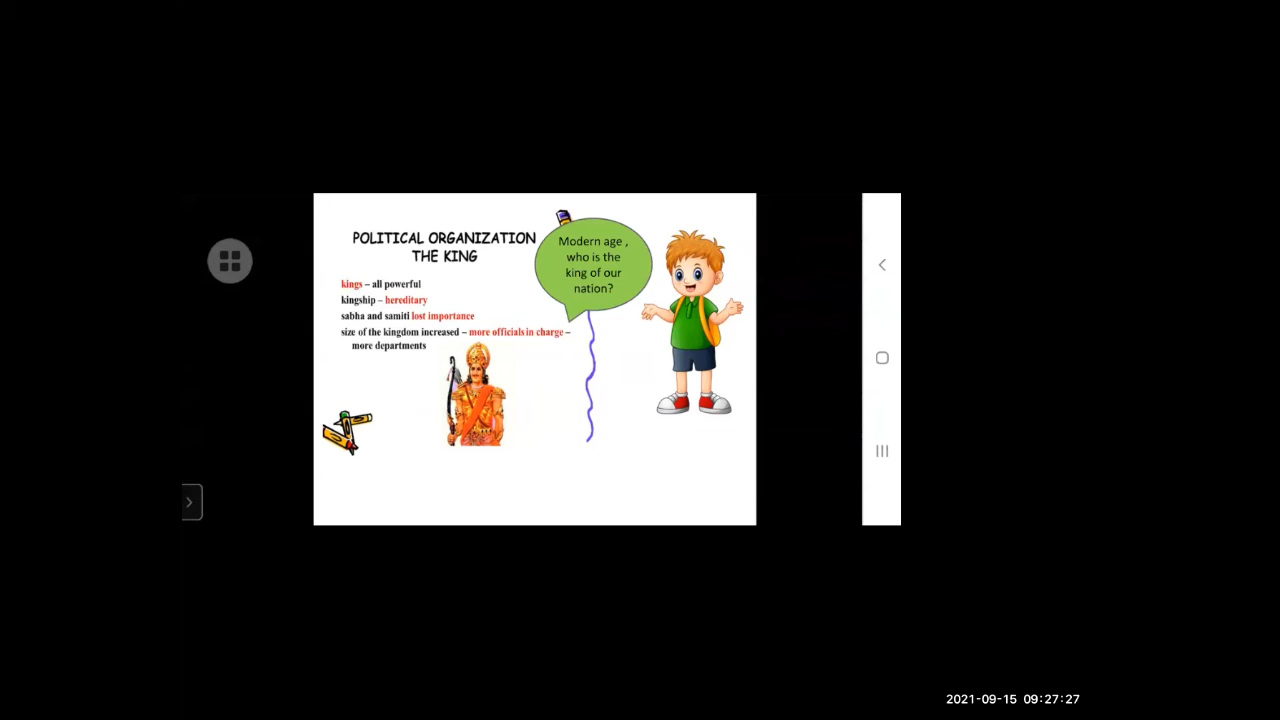 POLITICAL ORGANIZATION
THE KING
kings – all powerful
kingship – hereditary
sabha and samiti lost importance
size of the kingdom increased – more officials in charge –
more departments
Modern age ,
who is the
king of our
nation?
2021-09-15 09:27:27